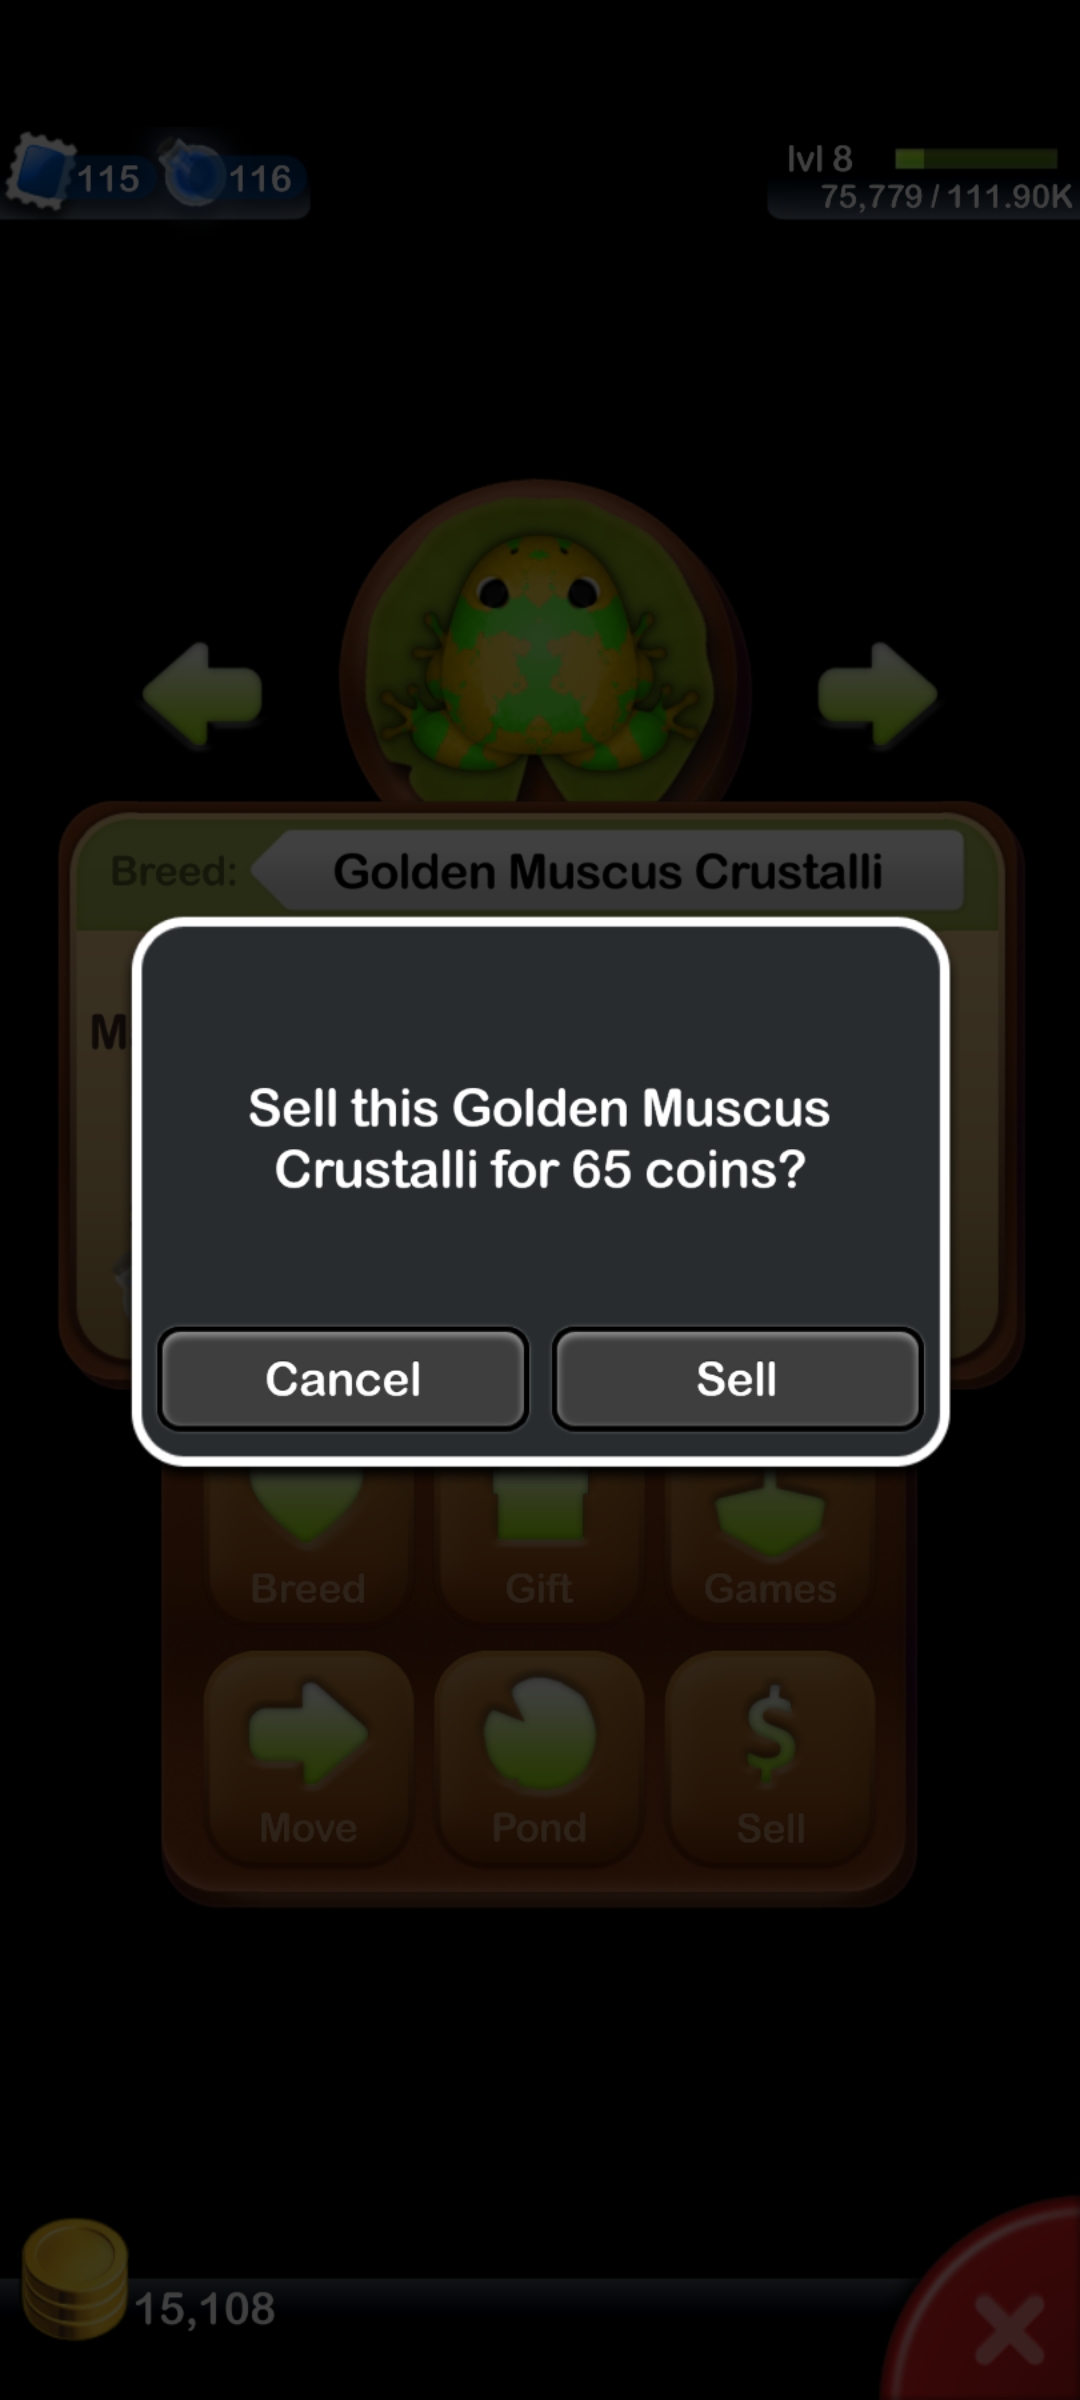 115
116
lvl 8
75,779 / 111.90K
Breed:
Golden Muscus Crustalli
M
Sell this Golden Muscus
Crustalli for 65 coins?
Cancel
Sell
Breed
Gift
Games
Move
Pond
$
Sell
15,108